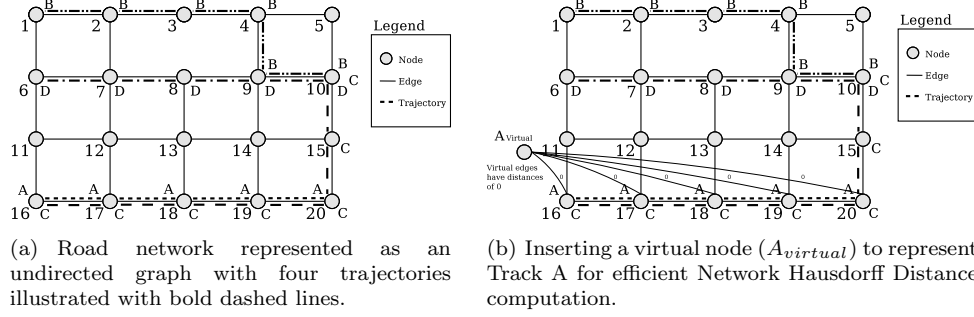 B B B B
1 2 3 4 5
B B
C
6 D 7 D 8 D 9 D 10 D
11 12 13 14 15 C
A A A A A
16 C 17 C 18 C 19 C 20 C
Legend
Node
Edge
Trajectory
(a) Road network represented as an
undirected graph with four trajectories
illustrated with bold dashed lines.
B B B B
1 2 3 4 5
B B
C
6 D 7 D 8 D 9 D 10 D
A Virtual
11 12 13 14 15 C
Virtual edges
have distances
of 0
0 0 0 0 0
A A A A A
16 C 17 C 18 C 19 C 20 C
Legend
Node
Edge
Trajectory
(b) Inserting a virtual node (A_virtual) to represent
Track A for efficient Network Hausdorff Distance
computation.